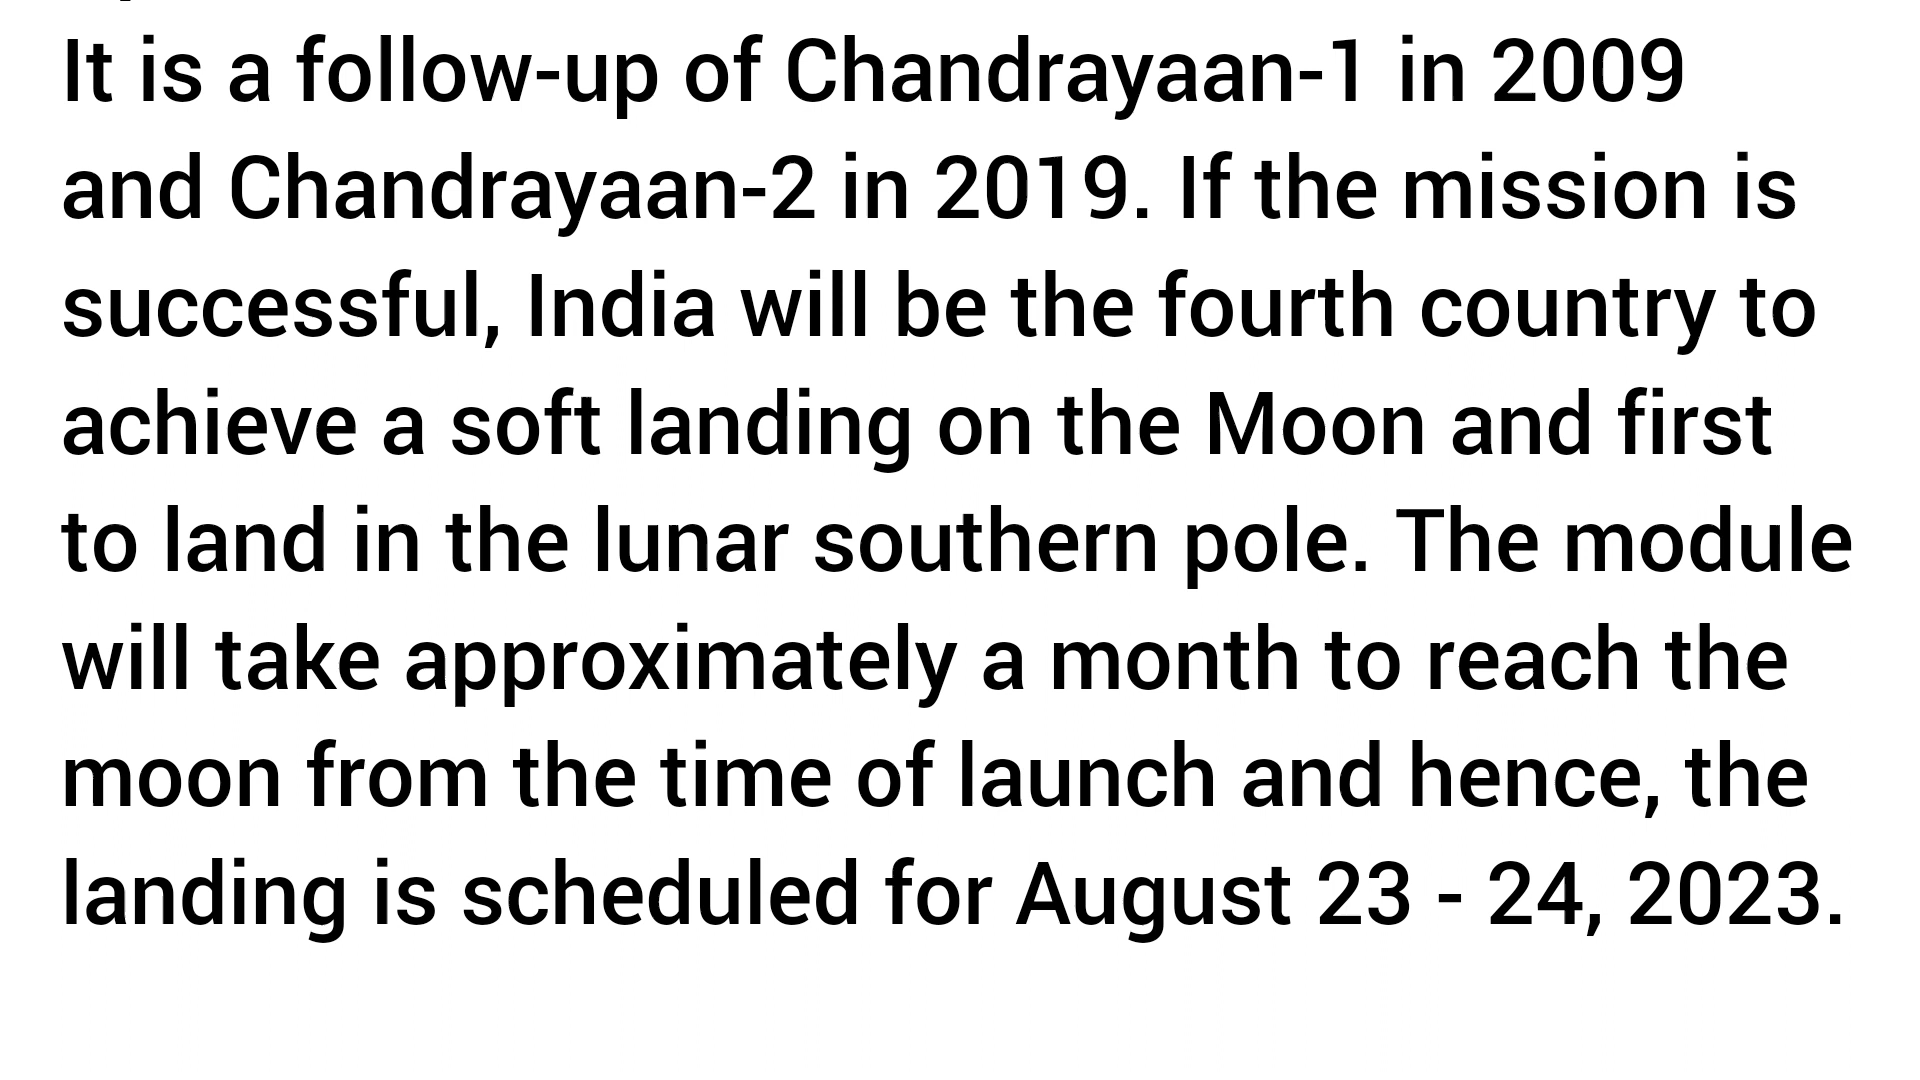 It is a follow-up of Chandrayaan-1 in 2009
and Chandrayaan-2 in 2019. If the mission is
successful, India will be the fourth country to
achieve a soft landing on the Moon and first
to land in the lunar southern pole. The module
will take approximately a month to reach the
moon from the time of launch and hence, the
landing is scheduled for August 23 - 24, 2023.